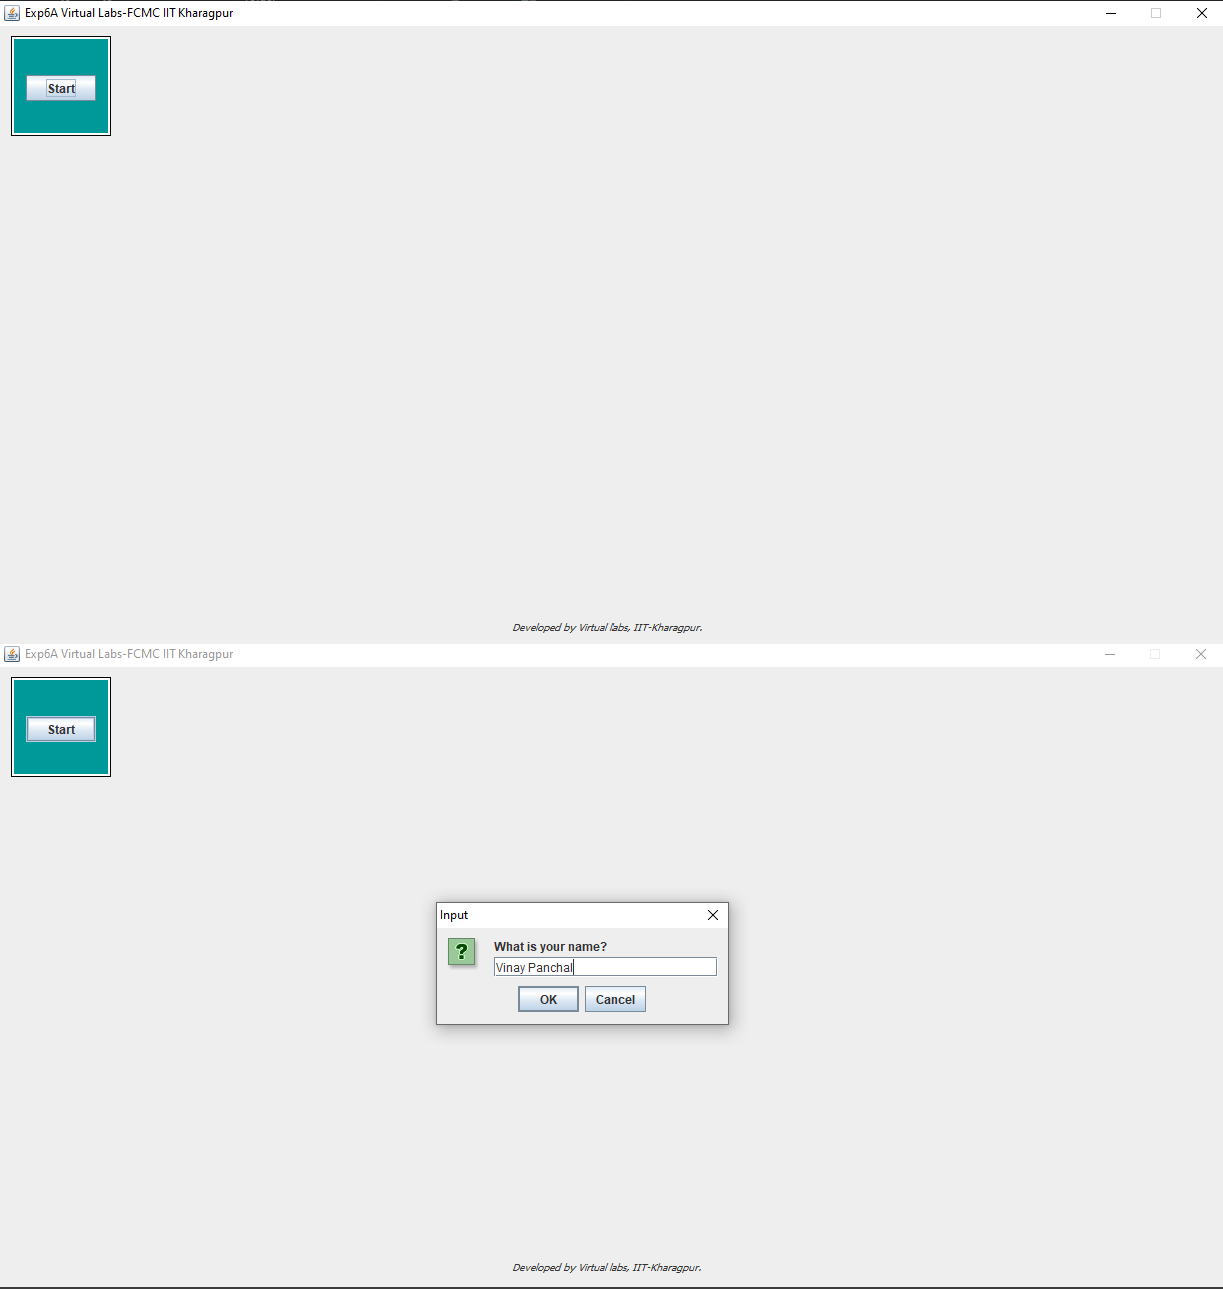 Exp6A Virtual Labs-FCMC IIT Kharagpur
Start
Developed by Virtual labs, IIT-Kharagpur.
Exp6A Virtual Labs-FCMC IIT Kharagpur
Start
Input
?
What is your name?
Vinay Panchal
OK Cancel
Developed by Virtual labs, IIT-Kharagpur.